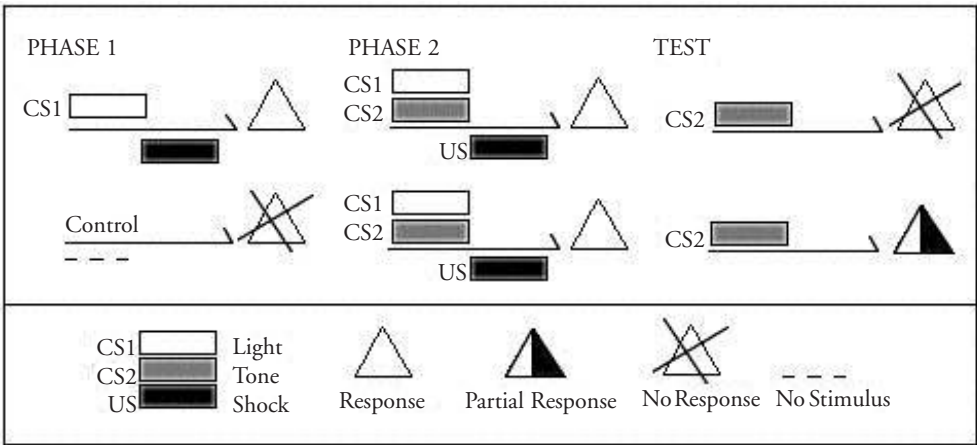 PHASE 1 PHASE 2 TEST
CS1
CS1
CS2
CS2
US
Control
CS1
CS2
CS2
US
CS1 Light
CS2 Tone
US Shock
Response Partial Response No Response No Stimulus